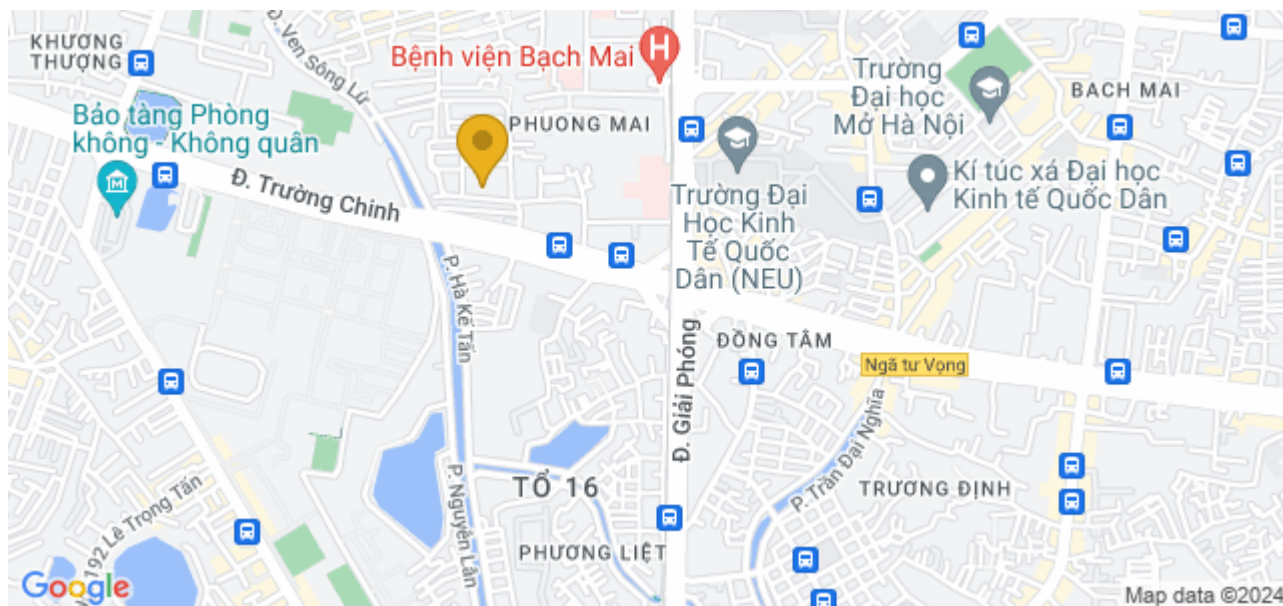 KHƯƠNG
THƯỢNG
Đ. Ven Sông Lừ
Bệnh viện Bạch Mai
H
Trường
Đại học
Mở Hà Nội
BACH MAI
Bảo tàng Phòng
không - Không quân
PHUONG MAI
Đ. Trường Chinh
Trường Đại
Học Kinh
Tế Quốc
Dân (NEU)
Kí túc xá Đại học
Kinh tế Quốc Dân
P. Hà Kế Tấn
Đ. Giải Phóng
ĐỒNG TÂM
Ngã tư Vọng
P. Trần Đại Nghĩa
TỔ 16
TRƯƠNG ĐỊNH
192 Lê Trọng Tấn
P. Nguyễn Lân
PHƯƠNG LIỆT
Google
Map data ©2024